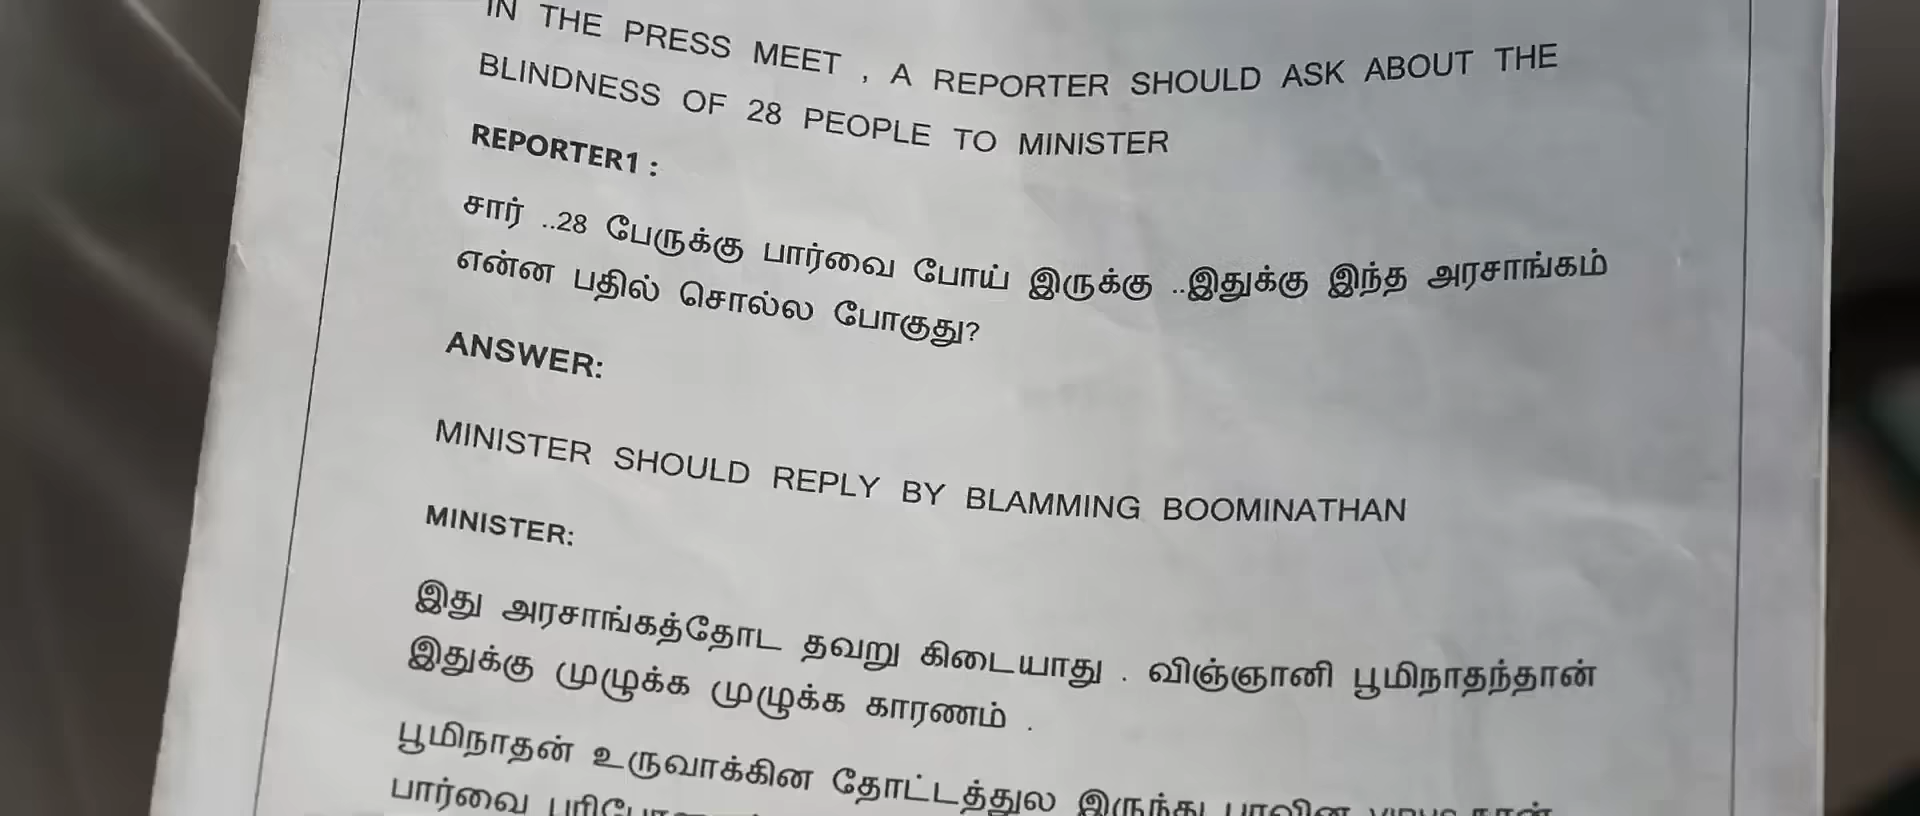 IN THE PRESS MEET , A REPORTER SHOULD ASK ABOUT THE
BLINDNESS OF 28 PEOPLE TO MINISTER
REPORTER1 :
சார் ..28 பேருக்கு பார்வை போய் இருக்கு ..இதுக்கு இந்த அரசாங்கம்
என்ன பதில் சொல்ல போகுது?
ANSWER:
MINISTER SHOULD REPLY BY BLAMMING BOOMINATHAN
MINISTER:
இது அரசாங்கத்தோட தவறு கிடையாது . விஞ்ஞானி பூமிநாதந்தான்
இதுக்கு முழுக்க முழுக்க காரணம் .
பூமிநாதன் உருவாக்கின தோட்டத்துல இருந்து பரவின
பார்வை